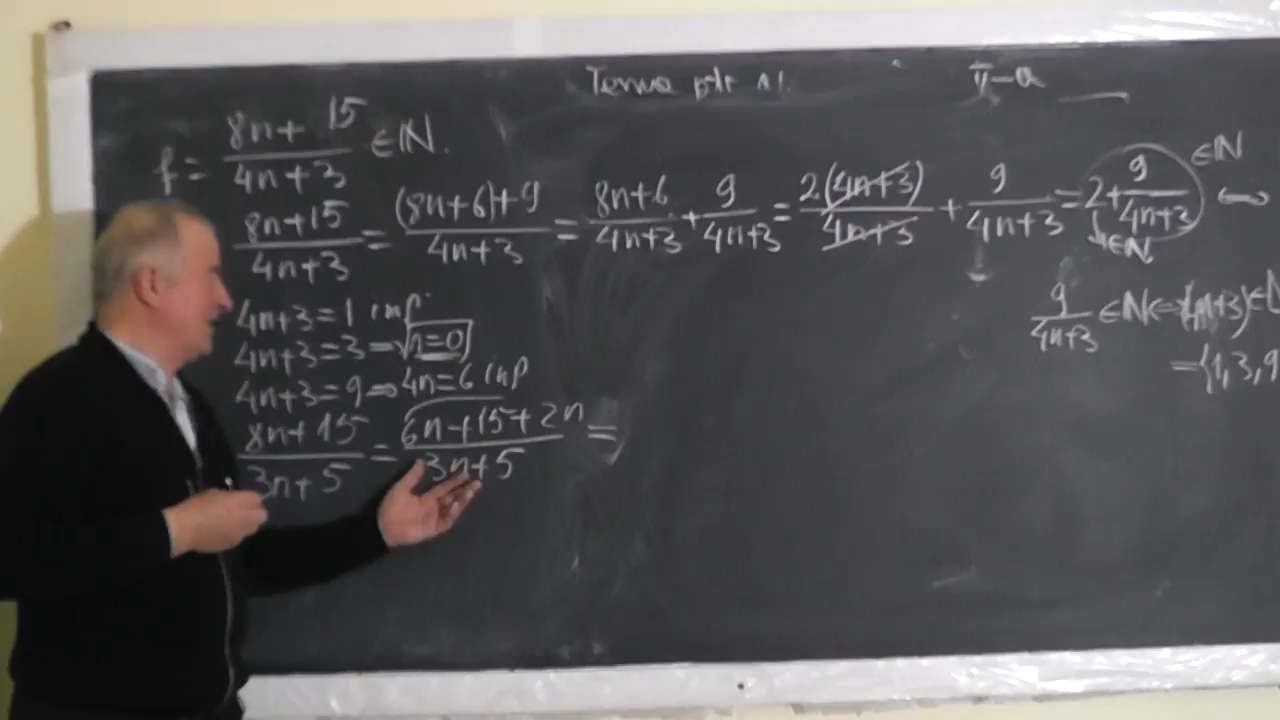 Tema
f = (8n+15)/(4n+3) ∈ ℕ.
(8n+15)/(4n+3) = ((8n+6)+9)/(4n+3) = (8n+6)/(4n+3) + 9/(4n+3) = 2(4n+3)/(4n+3) + 9/(4n+3) = 2 + 9/(4n+3) ∈ ℕ ⟺
↓ ∈ ℕ
9/(4n+3) ∈ ℕ ⟺ (4n+3) ∈
= {1, 3, 9
4n+3 = 1 imp
4n+3 = 3 ⇒ n=0
4n+3 = 9 ⇒ 4n = 6 imp
(8n+15)/(3n+5) = (6n+15+2n)/(3n+5) =